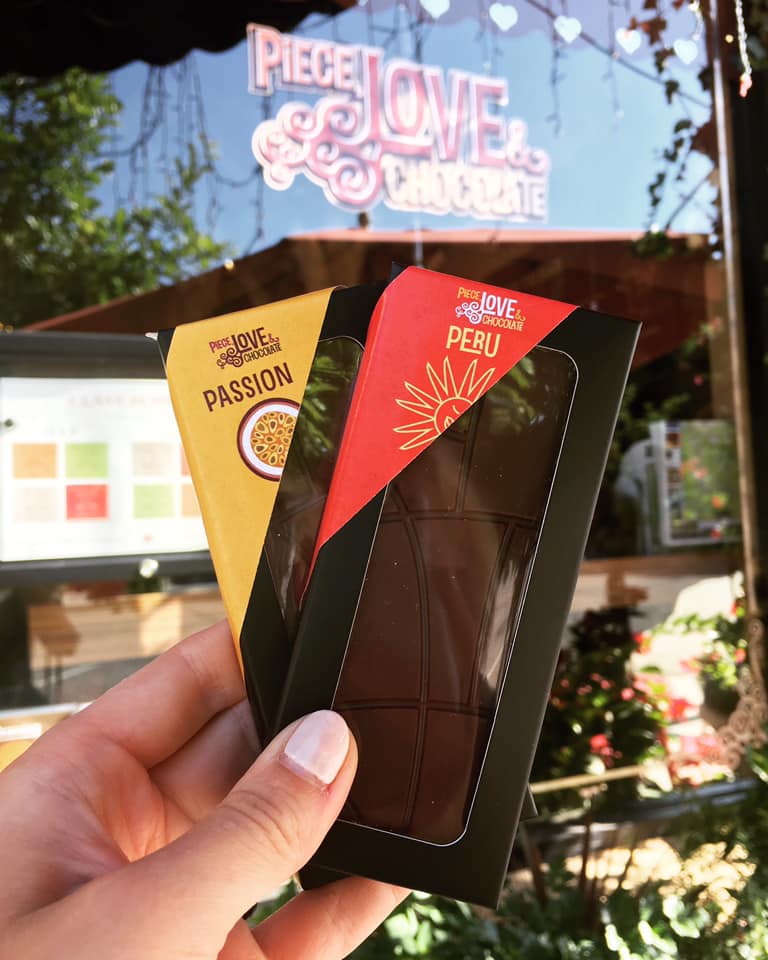 PIECE,
LOVE &
CHOCOLATE
PIECE,
LOVE &
CHOCOLATE
PASSION
PIECE,
LOVE &
CHOCOLATE
PERU